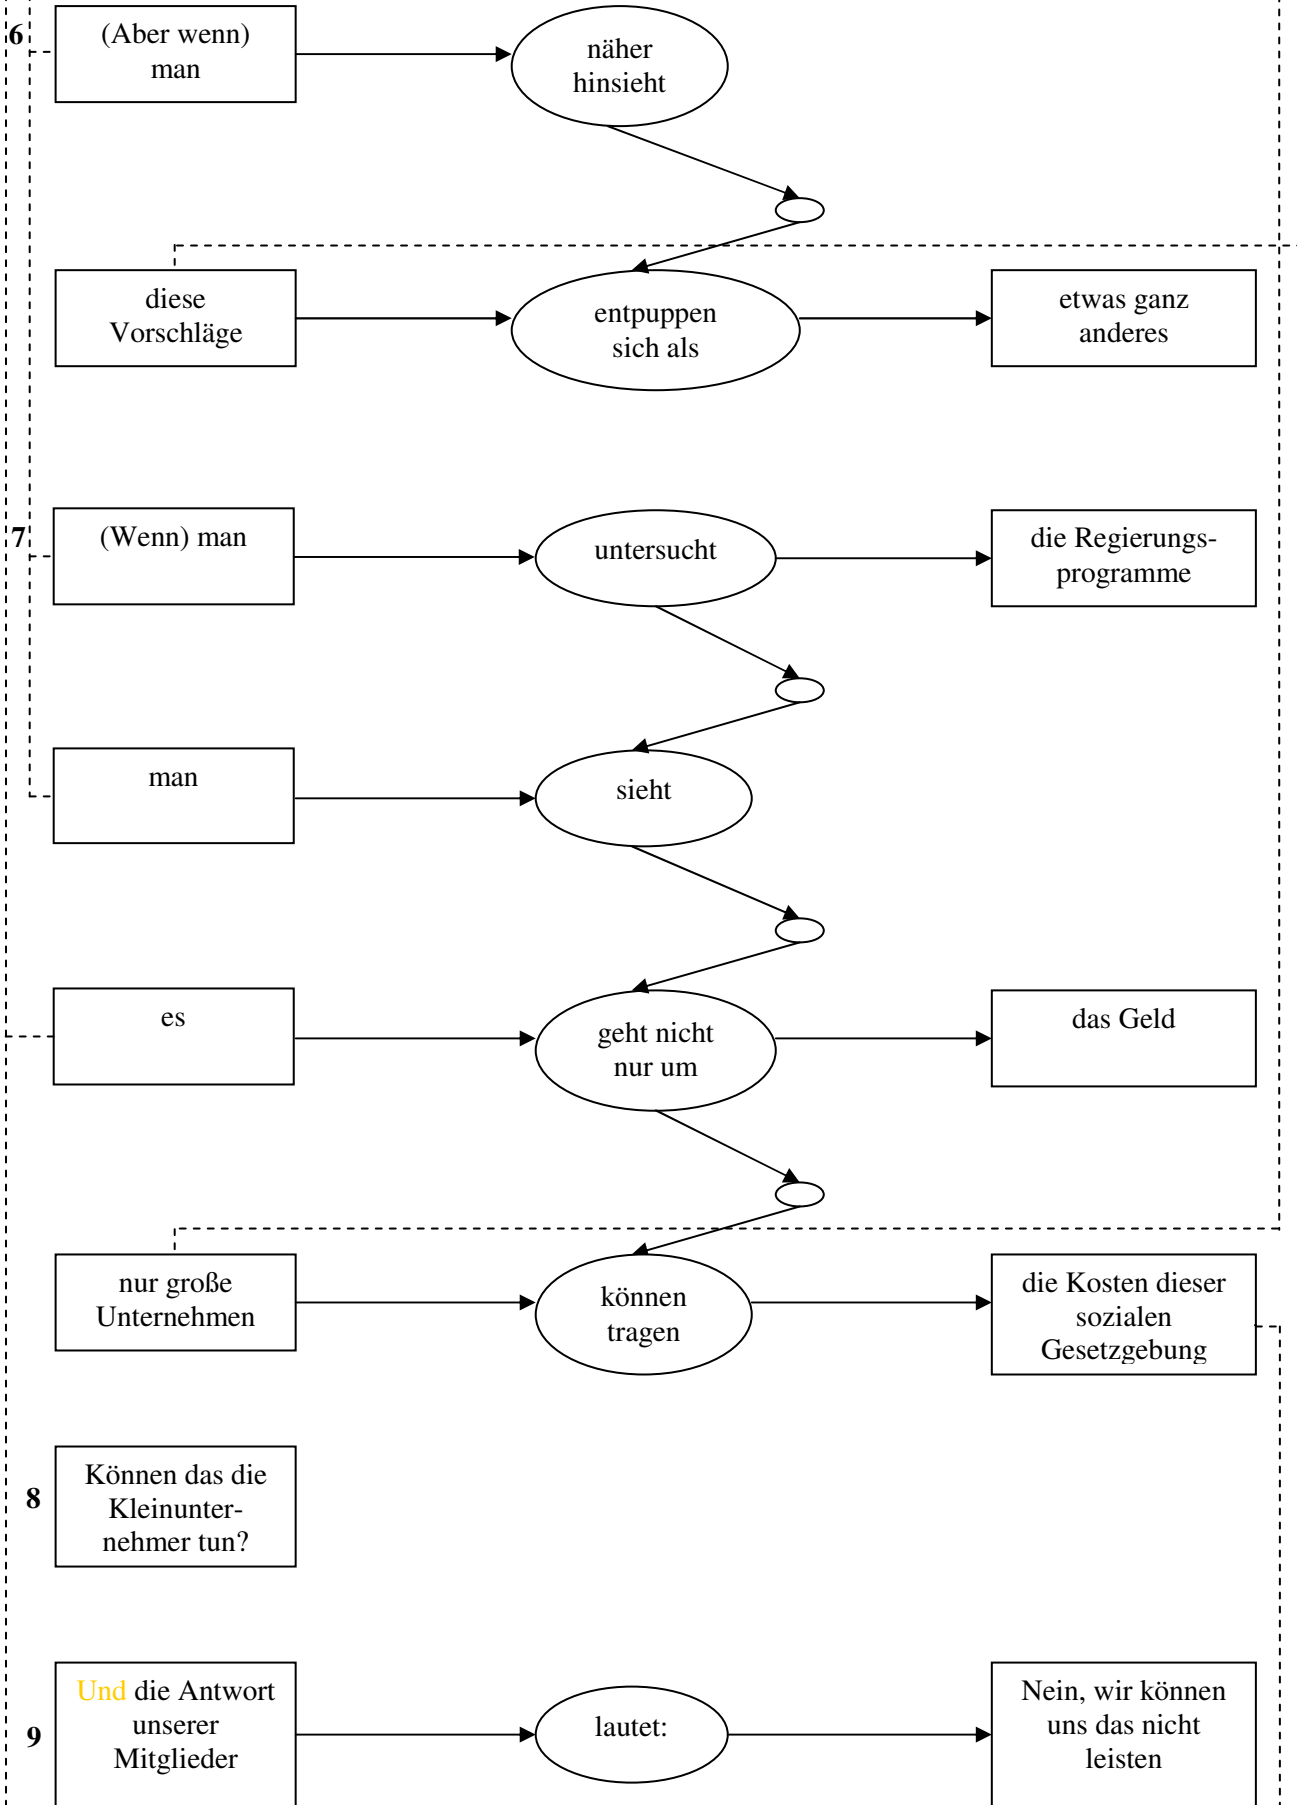 6
(Aber wenn)
man
näher
hinsieht
diese
Vorschläge
entpuppen
sich als
etwas ganz
anderes
7
(Wenn) man
untersucht
die Regierungs-
programme
man
sieht
es
geht nicht
nur um
das Geld
nur große
Unternehmen
können
tragen
die Kosten dieser
sozialen
Gesetzgebung
8
Können das die
Kleinunter-
nehmer tun?
9
Und die Antwort
unserer
Mitglieder
lautet:
Nein, wir können
uns das nicht
leisten